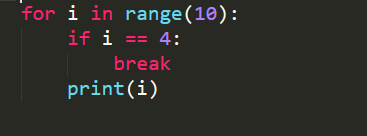 for i in range(10):
    if i == 4:
        break
    print(i)